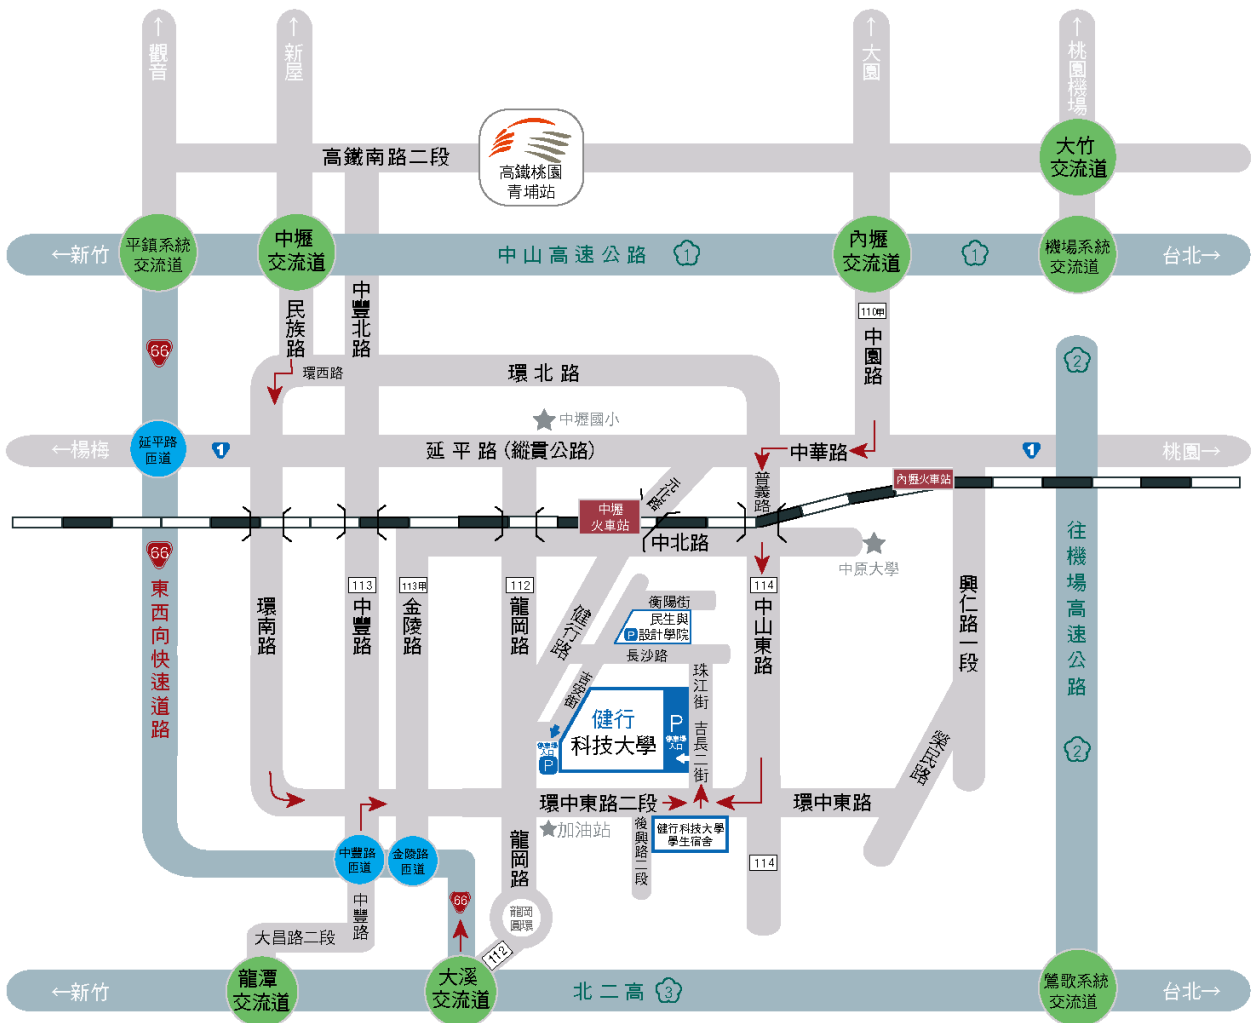 ↑觀音
↑新屋
↑大園
↑桃園機場
高鐵南路二段
高鐵桃園
青埔站
大竹
交流道
←新竹
平鎮系統
交流道
中壢
交流道
中山高速公路
1
內壢
交流道
1
機場系統
交流道
台北→
66
民族路
中豐北路
110甲
中園路
2
環西路
環北路
中壢國小
←楊梅
延平路
匝道
1
延平路(縱貫公路)
中華路
1
桃園→
元化路
普義路
內壢火車站
中壢
火車站
中北路
中原大學
66
東西向快速道路
環南路
113
中豐路
113甲
金陵路
112
龍岡路
健行路
衡陽街
民生與
設計學院
P
長沙路
114
中山東路
興仁路一段
往機場高速公路
2
吉安街
珠江街
吉長二街
健行
科技大學
P
停車場
入口
停車場
入口
P
榮民路
環中東路二段
環中東路
加油站
健行科技大學
學生宿舍
後興路二段
龍岡路
114
中豐路
匝道
金陵路
匝道
中豐路
66
龍岡
圓環
大昌路二段
112
←新竹
龍潭
交流道
大溪
交流道
北二高
3
鶯歌系統
交流道
台北→